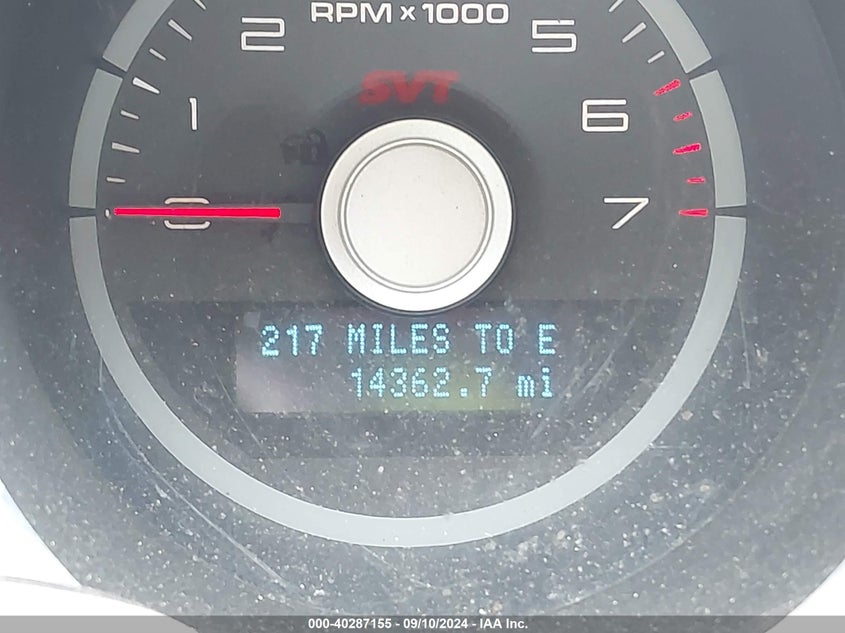 RPM x 1000
2 5
SVT
1 6
0 7
217 MILES TO E
14362.7 mi
000-40287155 - 09/10/2024 - IAA Inc.